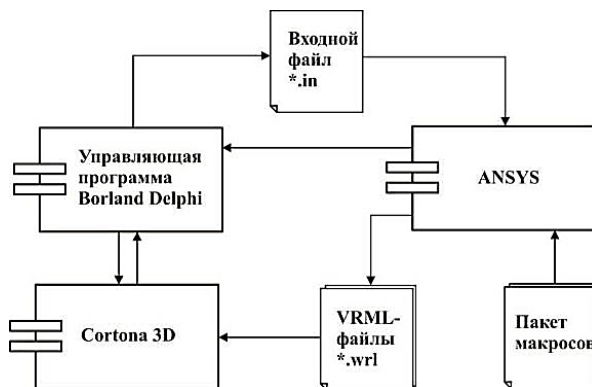 Входной
файл
*.in
Управляющая
программа
Borland Delphi
ANSYS
Cortona 3D
VRML-
файлы
*.wrl
Пакет
макросов